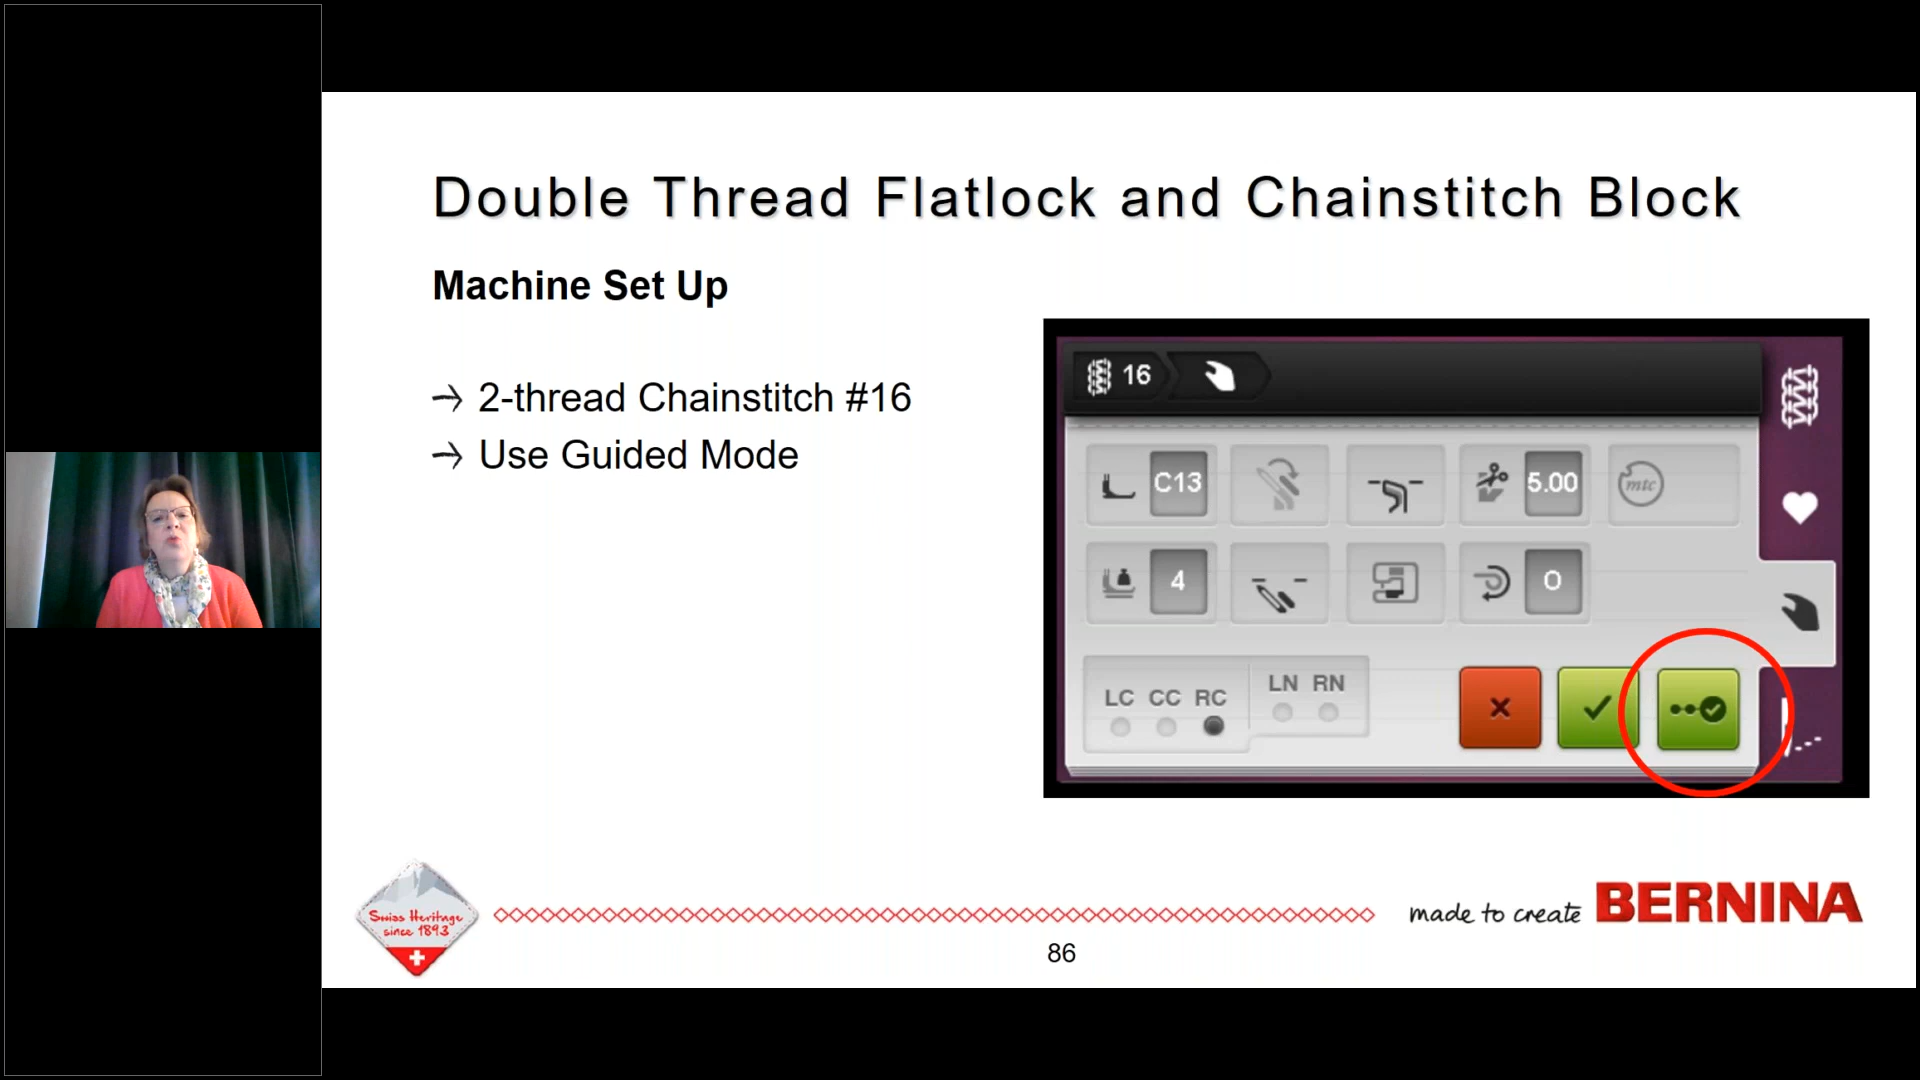 Double Thread Flatlock and Chainstitch Block
Machine Set Up
→ 2-thread Chainstitch #16
→ Use Guided Mode
16
C13
5.00
mtc
4
0
LC CC RC
LN RN
Swiss Heritage
since 1893
made to create BERNINA
86